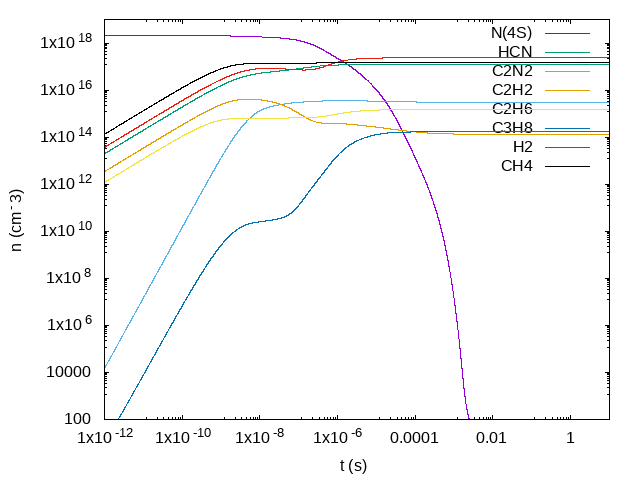 1x10^18
1x10^16
1x10^14
1x10^12
1x10^10
1x10^8
1x10^6
10000
100
n (cm^-3)
N(4S)
HCN
C2N2
C2H2
C2H6
C3H8
H2
CH4
1x10^-12 1x10^-10 1x10^-8 1x10^-6 0.0001 0.01 1
t (s)